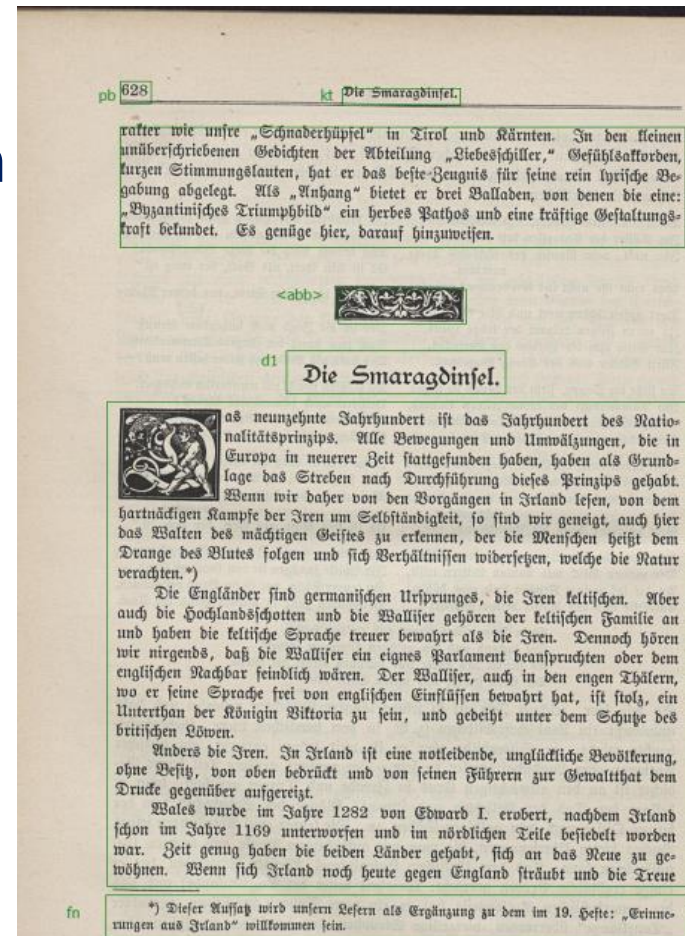 pb 628 kt Die Smaragdinsel.
rakter wie unsre „Schnaderhüpfel“ in Tirol und Kärnten. In den kleinen
unüberschriebenen Gedichten der Abteilung „Liebesschiller,“ Gefühlsakkorden,
kurzen Stimmungslauten, hat er das beste Zeugnis für seine rein lyrische Be-
gabung abgelegt. Als „Anhang“ bietet er drei Balladen, von denen die eine:
„Byzantinisches Triumphbild“ ein herbes Pathos und eine kräftige Gestaltungs-
kraft bekundet. Es genüge hier, darauf hinzuweisen.
<abb>
d1
Die Smaragdinsel.
Das neunzehnte Jahrhundert ist das Jahrhundert des Natio-
nalitätsprinzips. Alle Bewegungen und Umwälzungen, die in
Europa in neuerer Zeit stattgefunden haben, haben als Grund-
lage das Streben nach Durchführung dieses Prinzips gehabt.
Wenn wir daher von den Vorgängen in Irland lesen, von dem
hartnäckigen Kampfe der Iren um Selbständigkeit, so sind wir geneigt, auch hier
das Walten des mächtigen Geistes zu erkennen, der die Menschen heißt dem
Drange des Blutes folgen und sich Verhältnissen widersetzen, welche die Natur
verachten.*)
Die Engländer sind germanischen Ursprunges, die Iren keltischen. Aber
auch die Hochlandsschotten und die Walliser gehören der keltischen Familie an
und haben die keltische Sprache treuer bewahrt als die Iren. Dennoch hören
wir nirgends, daß die Walliser ein eignes Parlament beanspruchten oder dem
englischen Nachbar feindlich wären. Der Walliser, auch in den engen Thälern,
wo er seine Sprache frei von englischen Einflüssen bewahrt hat, ist stolz, ein
Unterthan der Königin Viktoria zu sein, und gedeiht unter dem Schutze des
britischen Löwen.
Anders die Iren. In Irland ist eine notleidende, unglückliche Bevölkerung,
ohne Besitz, von oben bedrückt und von seinen Führern zur Gewaltthat dem
Drucke gegenüber aufgereizt.
Wales wurde im Jahre 1282 von Edward I. erobert, nachdem Irland
schon im Jahre 1169 unterworfen und im nördlichen Teile besiedelt worden
war. Zeit genug haben die beiden Länder gehabt, sich an das Neue zu ge-
wöhnen. Wenn sich Irland noch heute gegen England sträubt und die Treue
fn *) Dieser Aufsatz wird unsern Lesern als Ergänzung zu dem im 19. Hefte: „Erinne-
rungen aus Irland“ willkommen sein.